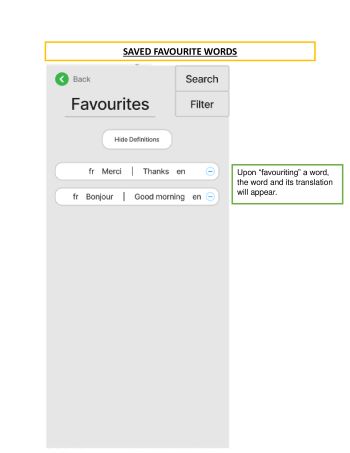 SAVED FAVOURITE WORDS
Back
Search
Favourites
Filter
Hide Definitions
fr Merci | Thanks en
fr Bonjour | Good morning en
Upon “favouriting” a word,
the word and its translation
will appear.